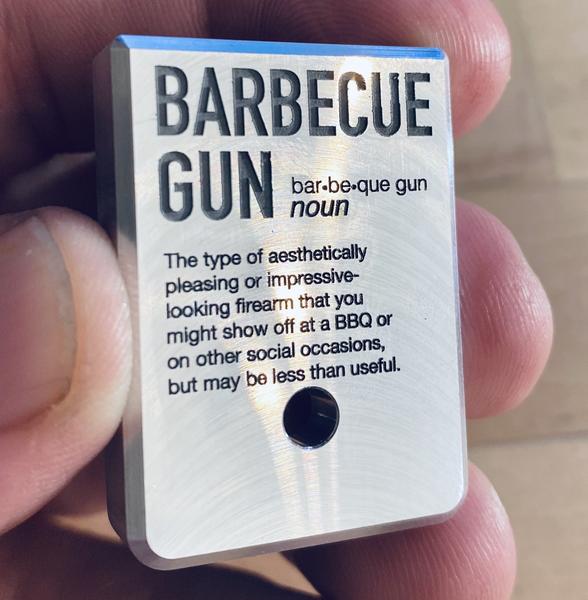 BARBECUE
GUN bar•be•que gun
noun
The type of aesthetically
pleasing or impressive-
looking firearm that you
might show off at a BBQ or
on other social occasions,
but may be less than useful.